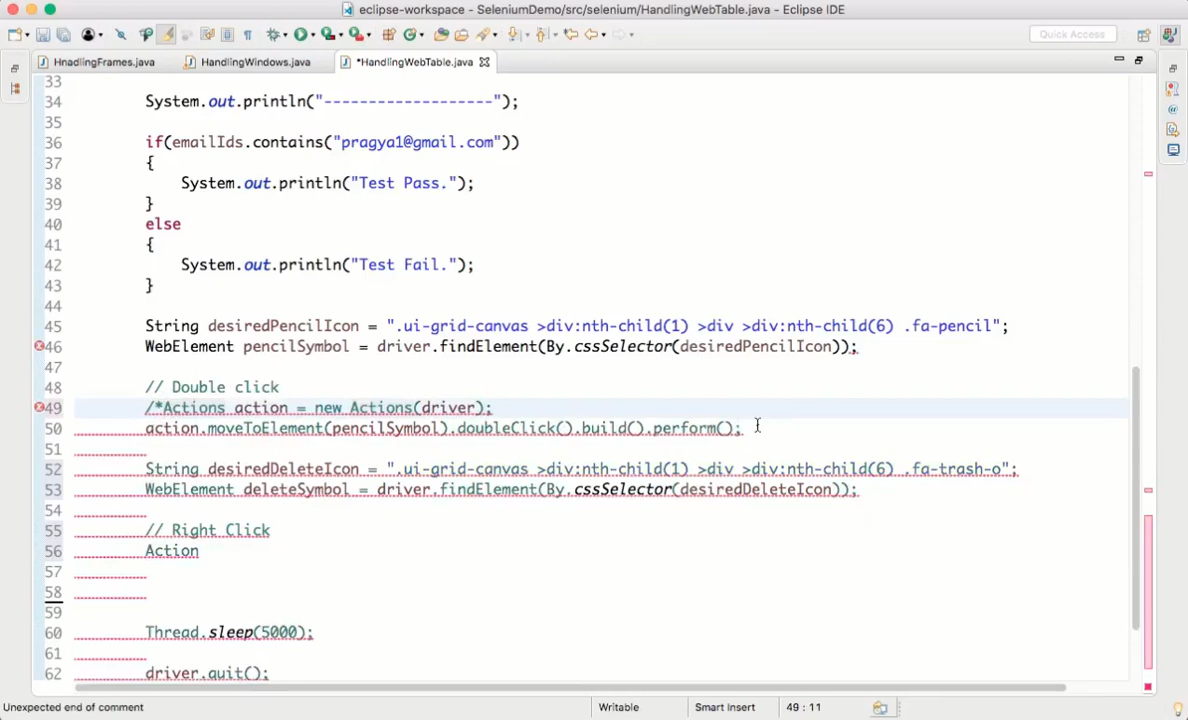 eclipse-workspace - SeleniumDemo/src/selenium/HandlingWebTable.java - Eclipse IDE
Quick Access
HnadlingFrames.java HandlingWindows.java *HandlingWebTable.java
33
34 System.out.println("-------------------");
35
36 if(emailIds.contains("pragya1@gmail.com"))
37 {
38 System.out.println("Test Pass.");
39 }
40 else
41 {
42 System.out.println("Test Fail.");
43 }
44
45 String desiredPencilIcon = ".ui-grid-canvas >div:nth-child(1) >div >div:nth-child(6) .fa-pencil";
46 WebElement pencilSymbol = driver.findElement(By.cssSelector(desiredPencilIcon));
47
48 // Double click
49 /*Actions action = new Actions(driver);
50 action.moveToElement(pencilSymbol).doubleClick().build().perform();
51
52 String desiredDeleteIcon = ".ui-grid-canvas >div:nth-child(1) >div >div:nth-child(6) .fa-trash-o";
53 WebElement deleteSymbol = driver.findElement(By.cssSelector(desiredDeleteIcon));
54
55 // Right Click
56 Action
57
58
59
60 Thread.sleep(5000);
61
62 driver.quit();
Unexpected end of comment Writable Smart Insert 49 : 11